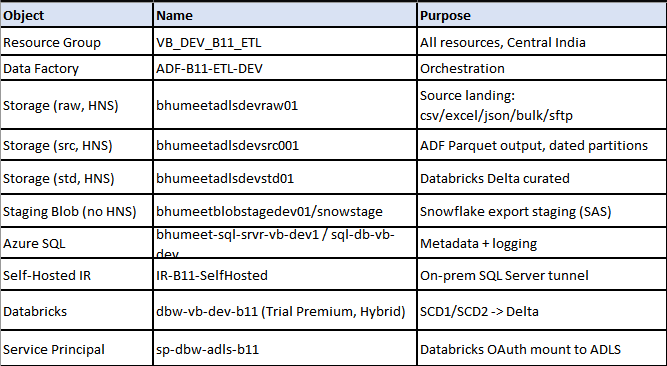 Object Name Purpose
Resource Group VB_DEV_B11_ETL All resources, Central India
Data Factory ADF-B11-ETL-DEV Orchestration
Storage (raw, HNS) bhumeetadlsdevraw01 Source landing:
csv/excel/json/bulk/sftp
Storage (src, HNS) bhumeetadlsdevsrc001 ADF Parquet output, dated partitions
Storage (std, HNS) bhumeetadlsdevstd01 Databricks Delta curated
Staging Blob (no HNS) bhumeetblobstagedev01/snowstage Snowflake export staging (SAS)
Azure SQL bhumeet-sql-srvr-vb-dev1 / sql-db-vb-
dev Metadata + logging
Self-Hosted IR IR-B11-SelfHosted On-prem SQL Server tunnel
Databricks dbw-vb-dev-b11 (Trial Premium, Hybrid) SCD1/SCD2 -> Delta
Service Principal sp-dbw-adls-b11 Databricks OAuth mount to ADLS